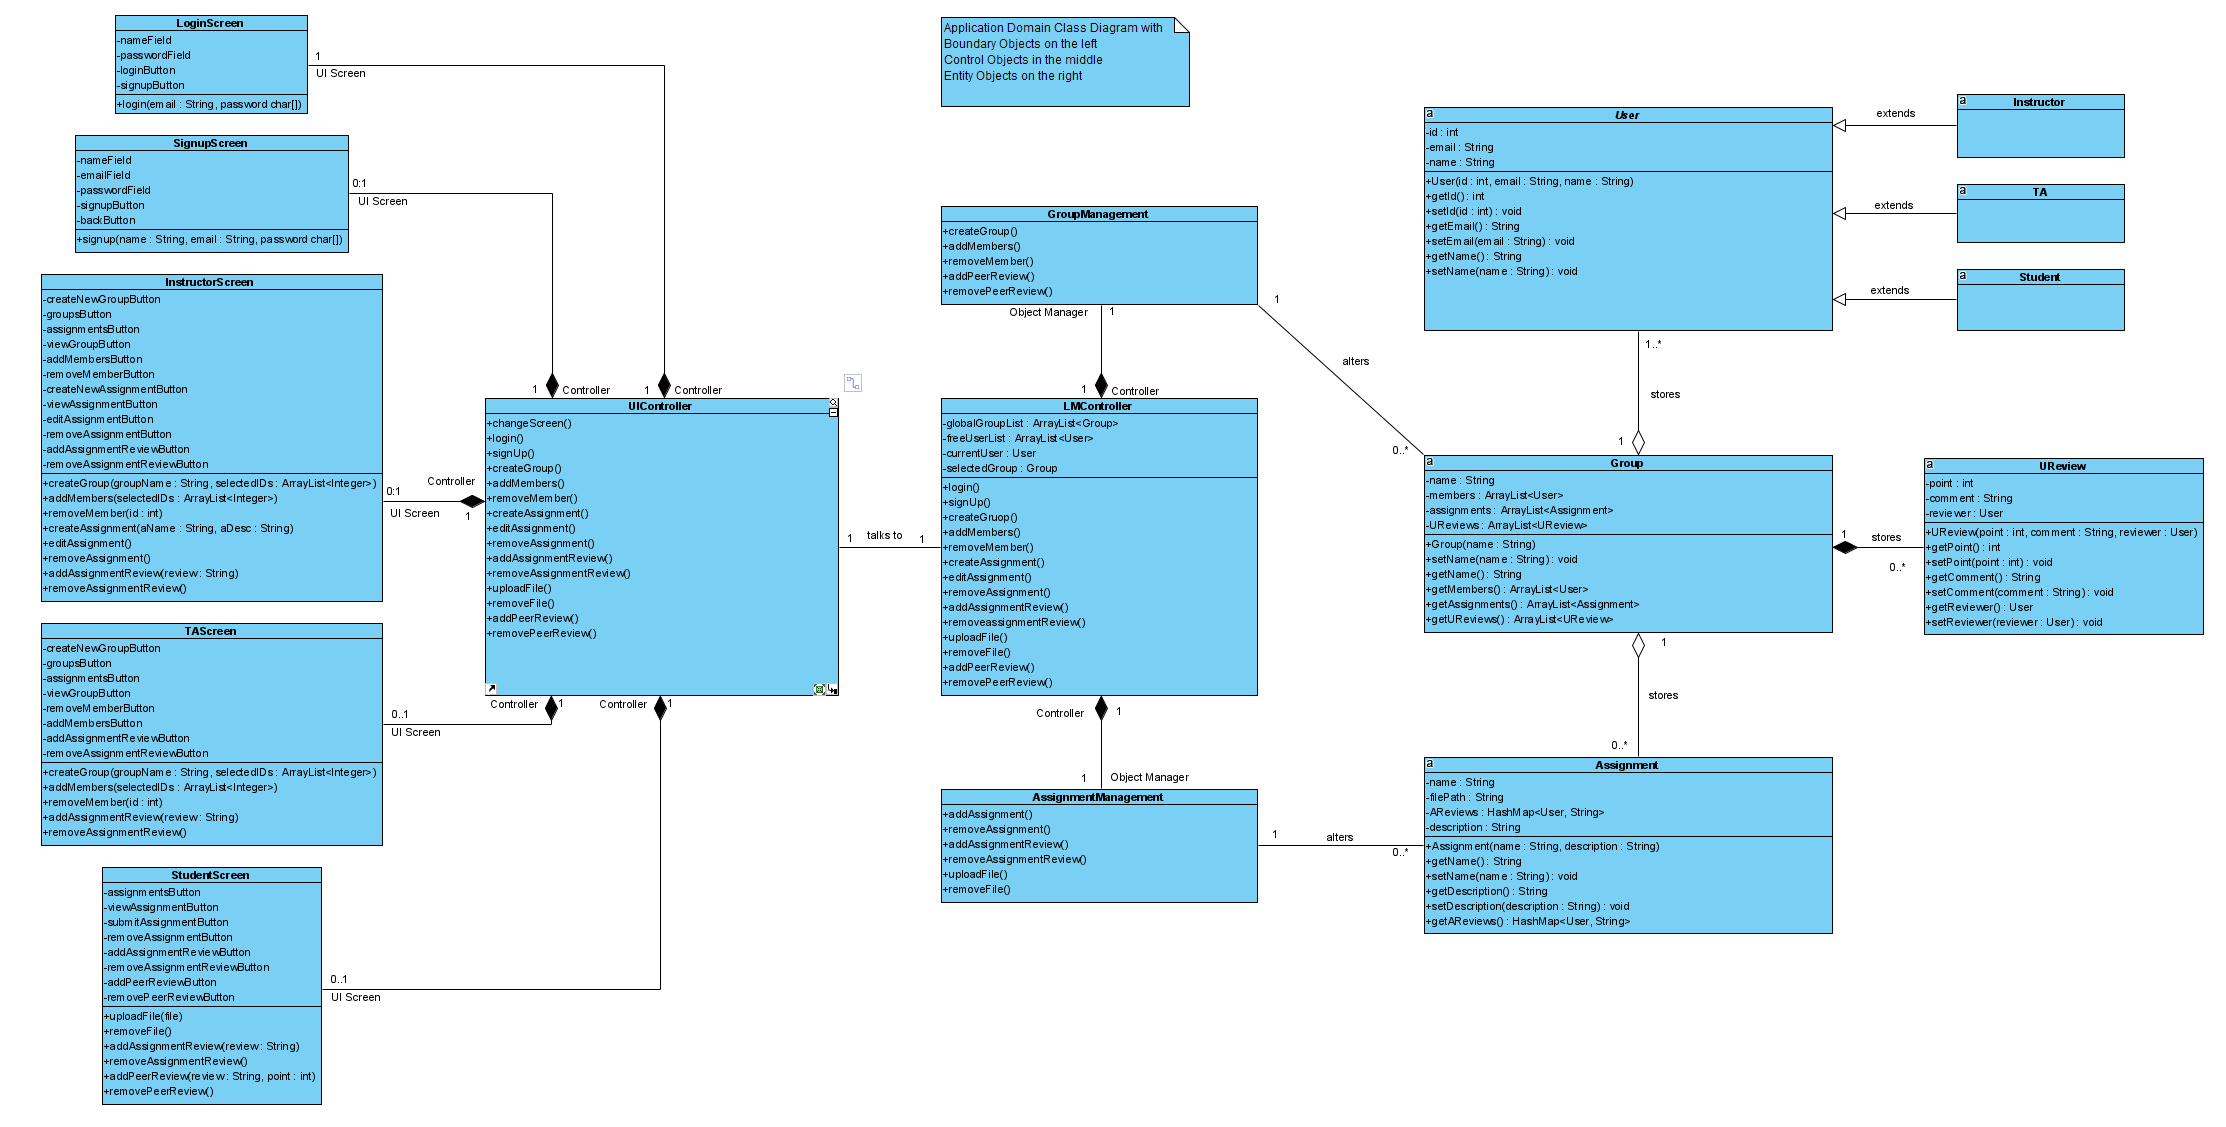 LoginScreen
-nameField
-passwordField
-loginButton
-signupButton
+login(email : String, password char[])
1
UI Screen
SignupScreen
-nameField
-emailField
-passwordField
-signupButton
-backButton
+signup(name : String, email : String, password char[])
0:1
UI Screen
InstructorScreen
-createNewGroupButton
-groupsButton
-assignmentsButton
-viewGroupButton
-addMembersButton
-removeMemberButton
-createNewAssignmentButton
-viewAssignmentButton
-editAssignmentButton
-removeAssignmentButton
-addAssignmentReviewButton
-removeAssignmentReviewButton
+createGroup(groupName : String, selectedIDs : ArrayList<Integer>)
+addMembers(selectedIDs : ArrayList<Integer>)
+removeMember(id : int)
+createAssignment(aName : String, aDesc : String)
+editAssignment()
+removeAssignment()
+addAssignmentReview(review : String)
+removeAssignmentReview()
0:1
UI Screen
Controller
1
TAScreen
-createNewGroupButton
-groupsButton
-assignmentsButton
-viewGroupButton
-removeMemberButton
-addMembersButton
-addAssignmentReviewButton
-removeAssignmentReviewButton
+createGroup(groupName : String, selectedIDs : ArrayList<Integer>)
+addMembers(selectedIDs : ArrayList<Integer>)
+removeMember(id : int)
+addAssignmentReview(review : String)
+removeAssignmentReview()
0..1
UI Screen
StudentScreen
-assignmentsButton
-viewAssignmentButton
-submitAssignmentButton
-removeAssignmentButton
-addAssignmentReviewButton
-removeAssignmentReviewButton
-addPeerReviewButton
-removePeerReviewButton
+uploadFile(file)
+removeFile()
+addAssignmentReview(review : String)
+removeAssignmentReview()
+addPeerReview(review : String, point : int)
+removePeerReview()
0..1
UI Screen
1 Controller
1 Controller
UIController
+changeScreen()
+login()
+signUp()
+createGroup()
+addMembers()
+removeMember()
+createAssignment()
+editAssignment()
+removeAssignment()
+addAssignmentReview()
+removeAssignmentReview()
+uploadFile()
+removeFile()
+addPeerReview()
+removePeerReview()
Controller 1
Controller 1
1 talks to 1
Application Domain Class Diagram with
Boundary Objects on the left
Control Objects in the middle
Entity Objects on the right
GroupManagement
+createGroup()
+addMembers()
+removeMember()
+addPeerReview()
+removePeerReview()
Object Manager 1
1 Controller
LMController
-globalGroupList : ArrayList<Group>
-freeUserList : ArrayList<User>
-currentUser : User
-selectedGroup : Group
+login()
+signUp()
+createGruop()
+addMembers()
+removeMember()
+createAssignment()
+editAssignment()
+removeAssignment()
+addAssignmentReview()
+removeassignmentReview()
+uploadFile()
+removeFile()
+addPeerReview()
+removePeerReview()
Controller 1
1 Object Manager
AssignmentManagement
+addAssignment()
+removeAssignment()
+addAssignmentReview()
+removeAssignmentReview()
+uploadFile()
+removeFile()
1
alters
0..*
1
alters
0..*
a
User
-id : int
-email : String
-name : String
+User(id : int, email : String, name : String)
+getId() : int
+setId(id : int) : void
+getEmail() : String
+setEmail(email : String) : void
+getName() : String
+setName(name : String) : void
extends
a
Instructor
extends
a
TA
extends
a
Student
1..*
stores
1
a
Group
-name : String
-members : ArrayList<User>
-assignments : ArrayList<Assignment>
-UReviews : ArrayList<UReview>
+Group(name : String)
+setName(name : String) : void
+getName() : String
+getMembers() : ArrayList<User>
+getAssignments() : ArrayList<Assignment>
+getUReviews() : ArrayList<UReview>
1
stores
0..*
a
UReview
-point : int
-comment : String
-reviewer : User
+UReview(point : int, comment : String, reviewer : User)
+getPoint() : int
+setPoint(point : int) : void
+getComment() : String
+setComment(comment : String) : void
+getReviewer() : User
+setReviewer(reviewer : User) : void
1
stores
0..*
a
Assignment
-name : String
-filePath : String
-AReviews : HashMap<User, String>
-description : String
+Assignment(name : String, description : String)
+getName() : String
+setName(name : String) : void
+getDescription() : String
+setDescription(description : String) : void
+getAReviews() : HashMap<User, String>